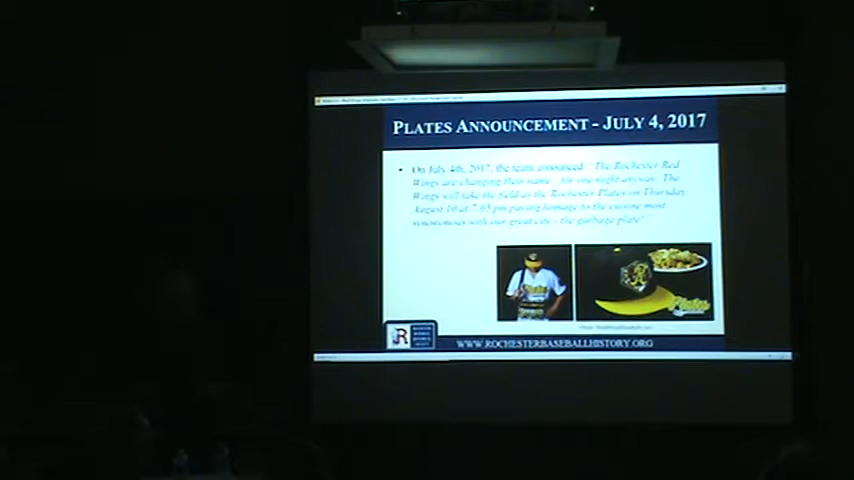 PLATES ANNOUNCEMENT - JULY 4, 2017
• On July 4th, 2017, the team announced "The Rochester Red
Wings are changing their name - for one night anyway. The
Wings will take the field as the Rochester Plates on Thursday,
August 10 at 7:05 pm paying homage to the cuisine most
synonymous with our great city - the garbage plate!"
Plates
Plates
R
WWW.ROCHESTERBASEBALLHISTORY.ORG